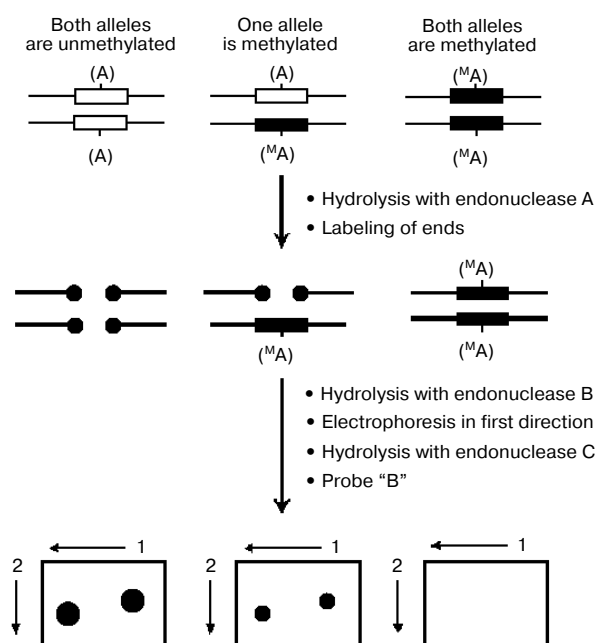 Both alleles
are unmethylated
One allele
is methylated
Both alleles
are methylated
(A)
(A)
(ᴹA)
(A)
(ᴹA)
(ᴹA)
• Hydrolysis with endonuclease A
• Labeling of ends
(ᴹA)
(ᴹA)
(ᴹA)
• Hydrolysis with endonuclease B
• Electrophoresis in first direction
• Hydrolysis with endonuclease C
• Probe “B”
1
2
1
2
1
2